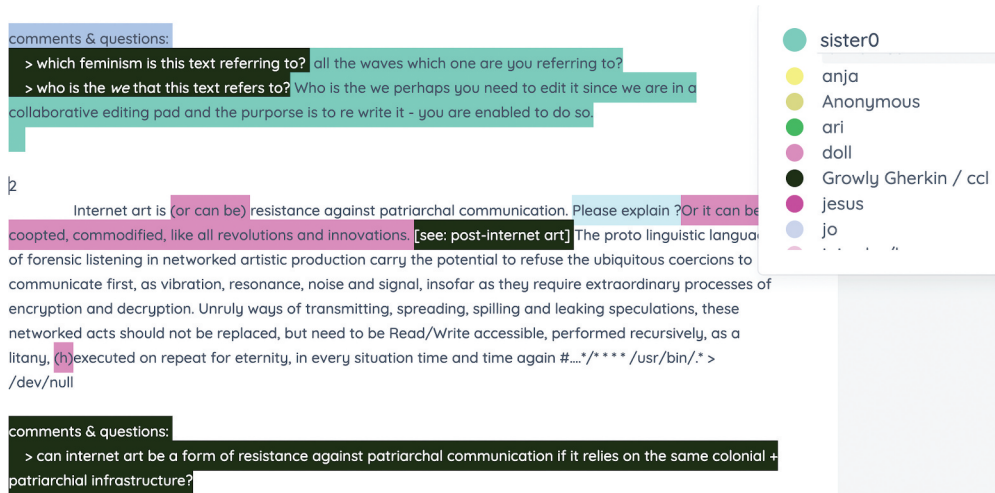 comments & questions:
> which feminism is this text referring to? all the waves which one are you referring to?
> who is the we that this text refers to? Who is the we perhaps you need to edit it since we are in a
collaborative editing pad and the purporse is to re write it - you are enabled to do so.
2
Internet art is (or can be) resistance against patriarchal communication. Please explain ?Or it can be
coopted, commodified, like all revolutions and innovations. [see: post-internet art] The proto linguistic
of forensic listening in networked artistic production carry the potential to refuse the ubiquitous coercions to
communicate first, as vibration, resonance, noise and signal, insofar as they require extraordinary processes of
encryption and decryption. Unruly ways of transmitting, spreading, spilling and leaking speculations, these
networked acts should not be replaced, but need to be Read/Write accessible, performed recursively, as a
litany, (h)executed on repeat for eternity, in every situation time and time again #....*/* * * * /usr/bin/.* >
/dev/null
comments & questions:
> can internet art be a form of resistance against patriarchal communication if it relies on the same colonial +
patriarchial infrastructure?
sister0
anja
Anonymous
ari
doll
Growly Gherkin / ccl
jesus
jo